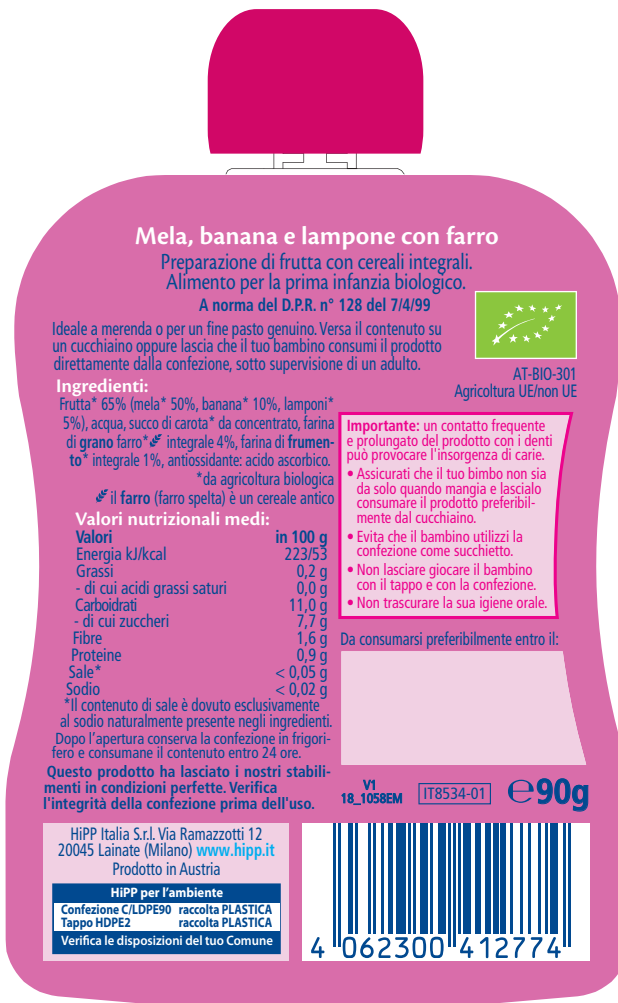 Mela, banana e lampone con farro
Preparazione di frutta con cereali integrali.
Alimento per la prima infanzia biologico.
A norma del D.P.R. n° 128 del 7/4/99
Ideale a merenda o per un fine pasto genuino. Versa il contenuto su
un cucchiaino oppure lascia che il tuo bambino consumi il prodotto
direttamente dalla confezione, sotto supervisione di un adulto.
AT-BIO-301
Agricoltura UE/non UE
Ingredienti:
Frutta* 65% (mela* 50%, banana* 10%, lamponi*
5%), acqua, succo di carota* da concentrato, farina
di grano farro* integrale 4%, farina di frumen-
to* integrale 1%, antiossidante: acido ascorbico.
*da agricoltura biologica
il farro (farro spelta) è un cereale antico
Valori nutrizionali medi:
Valori in 100 g
Energia kJ/kcal 223/53
Grassi 0,2 g
- di cui acidi grassi saturi 0,0 g
Carboidrati 11,0 g
- di cui zuccheri 7,7 g
Fibre 1,6 g
Proteine 0,9 g
Sale* < 0,05 g
Sodio < 0,02 g
*Il contenuto di sale è dovuto esclusivamente
al sodio naturalmente presente negli ingredienti.
Dopo l'apertura conserva la confezione in frigori-
fero e consumane il contenuto entro 24 ore.
Questo prodotto ha lasciato i nostri stabili-
menti in condizioni perfette. Verifica
l'integrità della confezione prima dell'uso.
Importante: un contatto frequente
e prolungato del prodotto con i denti
può provocare l'insorgenza di carie.
• Assicurati che il tuo bimbo non sia
da solo quando mangia e lascialo
consumare il prodotto preferibil-
mente dal cucchiaino.
• Evita che il bambino utilizzi la
confezione come succhietto.
• Non lasciare giocare il bambino
con il tappo e con la confezione.
• Non trascurare la sua igiene orale.
Da consumarsi preferibilmente entro il:
V1
18_1058EM
IT8534-01
℮90g
HiPP Italia S.r.l. Via Ramazzotti 12
20045 Lainate (Milano) www.hipp.it
Prodotto in Austria
HiPP per l'ambiente
Confezione C/LDPE90 raccolta PLASTICA
Tappo HDPE2 raccolta PLASTICA
Verifica le disposizioni del tuo Comune
4 062300 412774